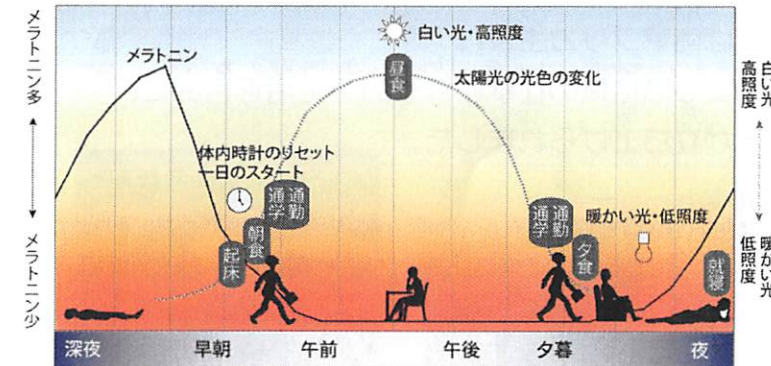 メラトニン多
メラトニン少
メラトニン
白い光・高照度
昼食
太陽光の光色の変化
体内時計のリセット
一日のスタート
通勤
通学
朝食
起床
通勤
通学
夕食
暖かい光・低照度
就寝
白い光
高照度
暖かい光
低照度
深夜 早朝 午前 午後 夕暮 夜